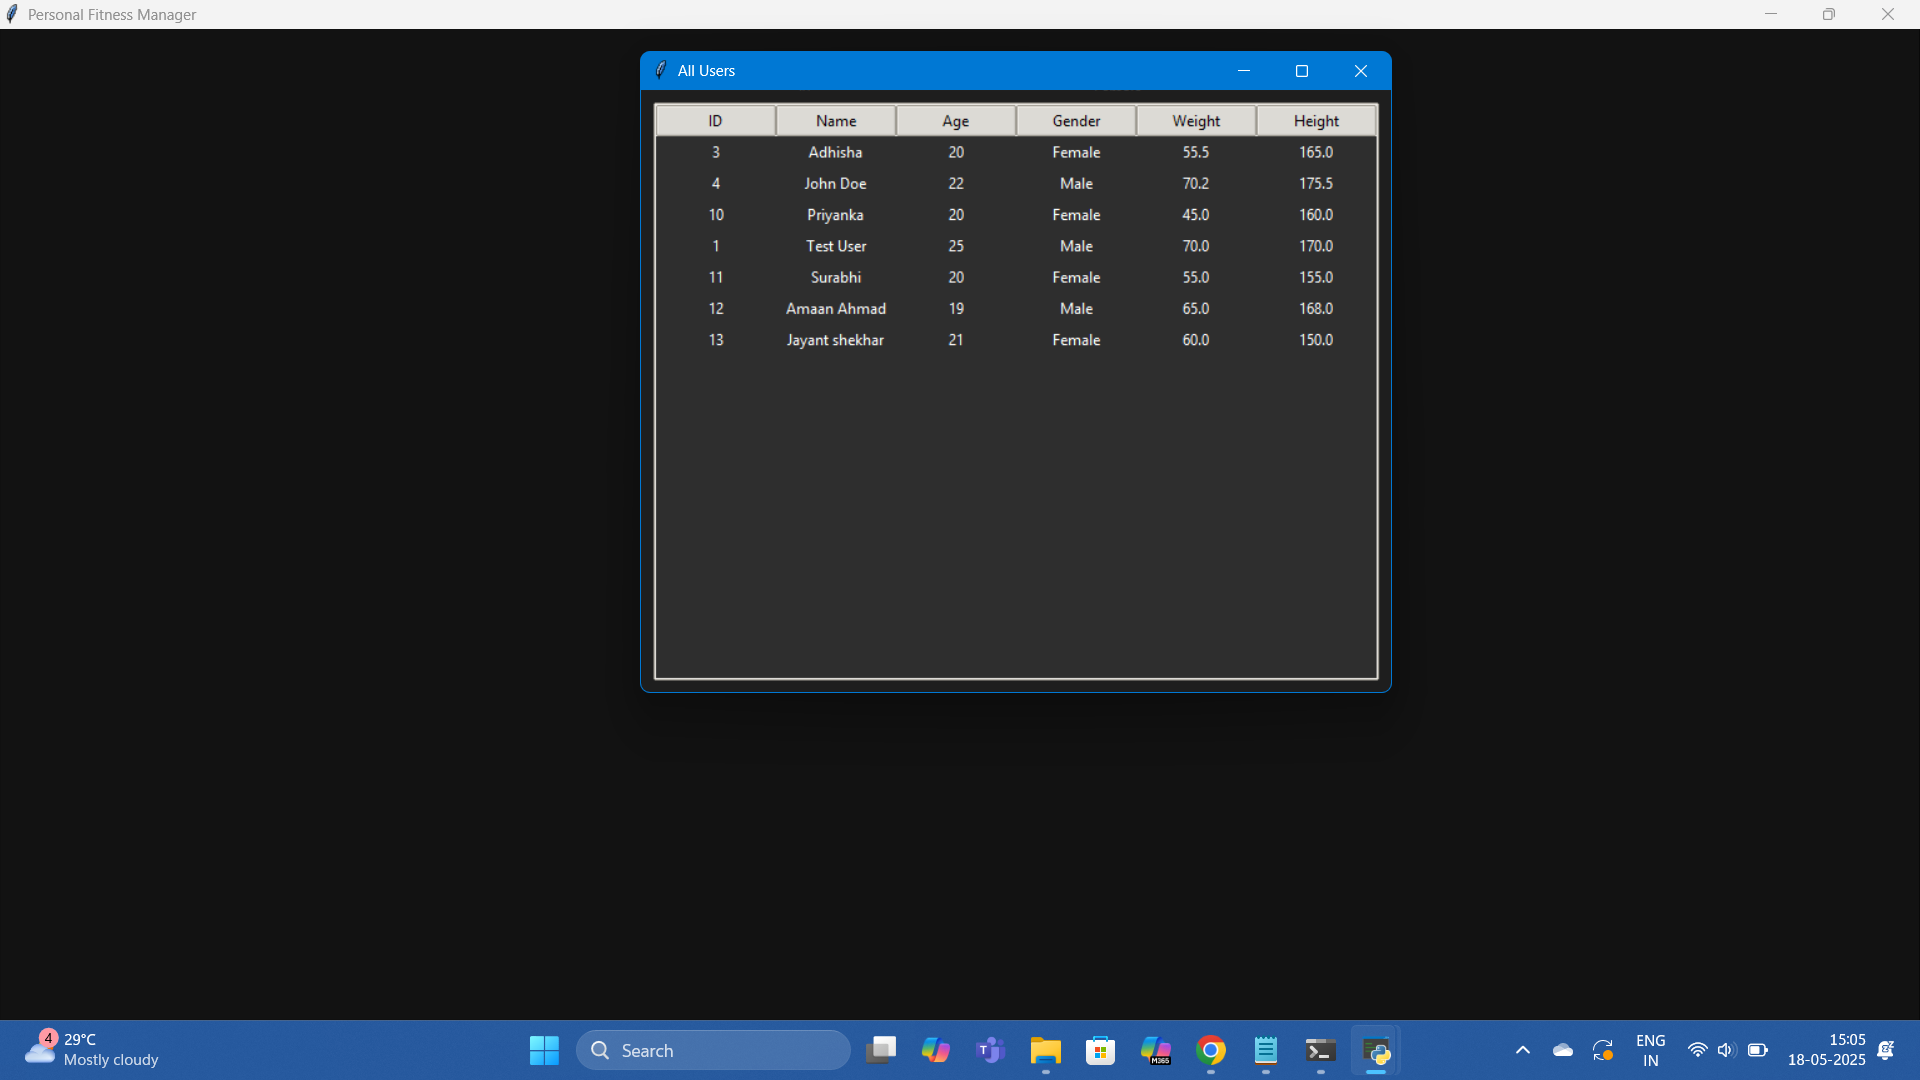 Personal Fitness Manager
All Users
ID Name Age Gender Weight Height
3 Adhisha 20 Female 55.5 165.0
4 John Doe 22 Male 70.2 175.5
10 Priyanka 20 Female 45.0 160.0
1 Test User 25 Male 70.0 170.0
11 Surabhi 20 Female 55.0 155.0
12 Amaan Ahmad 19 Male 65.0 168.0
13 Jayant shekhar 21 Female 60.0 150.0
4 29°C
Mostly cloudy
Search
T
M365
ENG
IN
15:05
18-05-2025